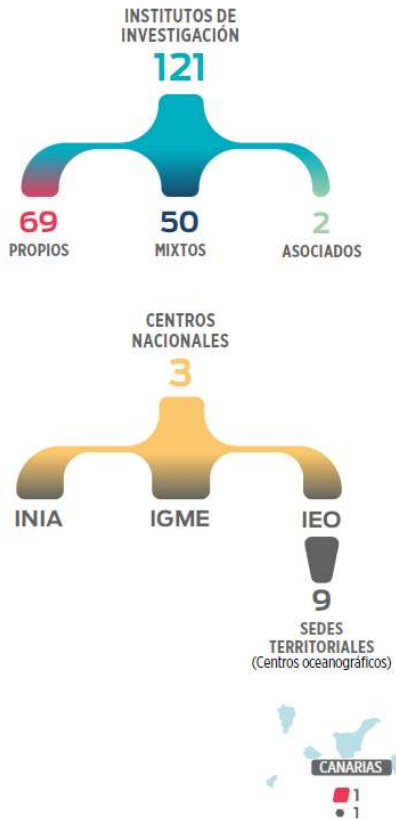 INSTITUTOS DE
INVESTIGACIÓN
121
69
50
2
PROPIOS
MIXTOS
ASOCIADOS
CENTROS
NACIONALES
3
INIA
IGME
IEO
9
SEDES
TERRITORIALES
(Centros oceanográficos)
CANARIAS
1
1